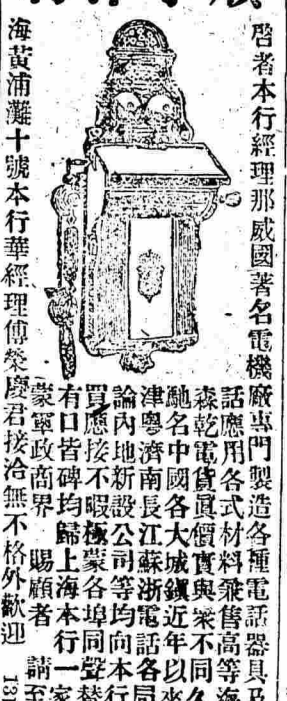 啓者本行經理那威國著名電機廠專門製造各種電話器具及
話應用各式材料兼售高等海
森乾電貨眞價實與衆不同久
馳名中國各大城鎭近年以來
津粵濟南長江蘇浙電話各局
論內地新設公司等均向本行
買應接不暇極蒙各埠同聲替
有口皆碑均歸上海本行一家
蒙軍政商界 賜顧者 請至
海黃浦灘十號本行華經理傅榮慶君接洽無不格外歡迎
131